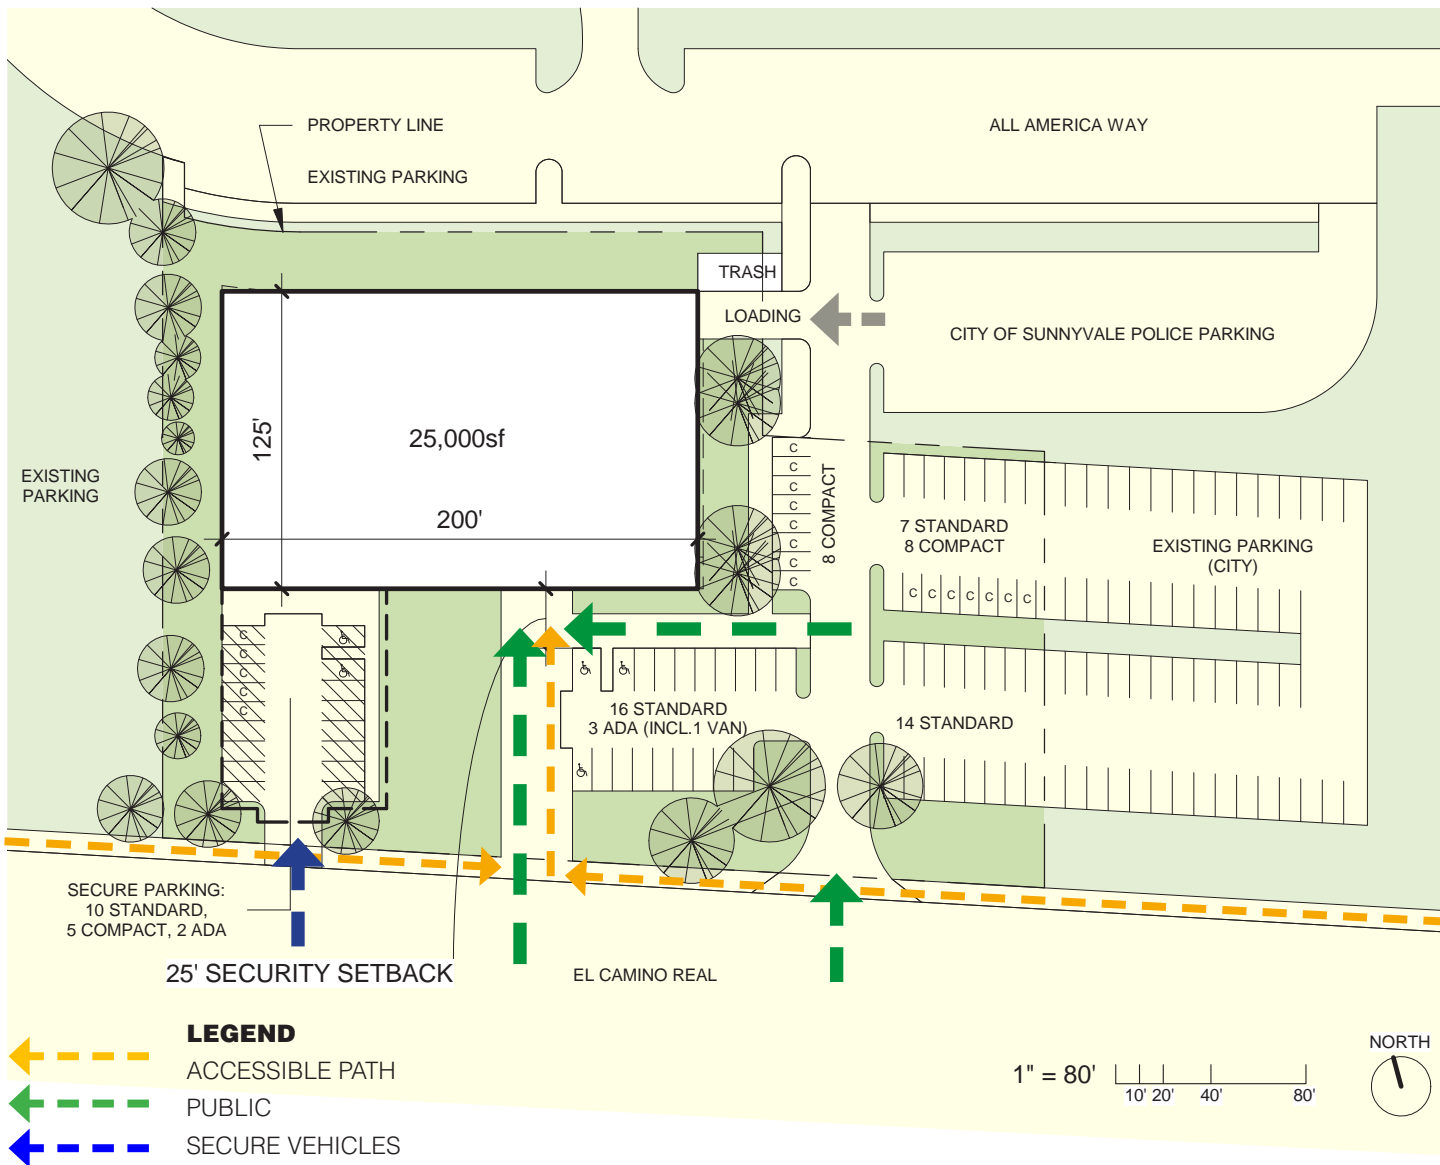 PROPERTY LINE
ALL AMERICA WAY
EXISTING PARKING
TRASH
LOADING
CITY OF SUNNYVALE POLICE PARKING
125'
25,000sf
200'
EXISTING
PARKING
C
C
C
C
C
C
C
C
8 COMPACT
7 STANDARD
8 COMPACT
EXISTING PARKING
(CITY)
C C C C C C C
C
C
C
C
C
16 STANDARD
3 ADA (INCL.1 VAN)
14 STANDARD
SECURE PARKING:
10 STANDARD,
5 COMPACT, 2 ADA
25' SECURITY SETBACK
EL CAMINO REAL
LEGEND
ACCESSIBLE PATH
PUBLIC
SECURE VEHICLES
1" = 80'
10' 20' 40' 80'
NORTH